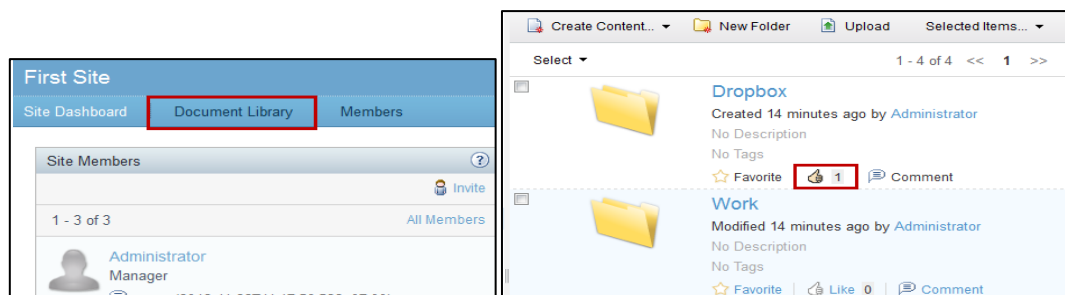 First Site
Site Dashboard Document Library Members
Site Members
Invite
1 - 3 of 3 All Members
Administrator
Manager
Create Content... New Folder Upload Selected Items...
Select 1 - 4 of 4 << 1 >>
Dropbox
Created 14 minutes ago by Administrator
No Description
No Tags
Favorite 1 Comment
Work
Modified 14 minutes ago by Administrator
No Description
No Tags
Favorite Like 0 Comment